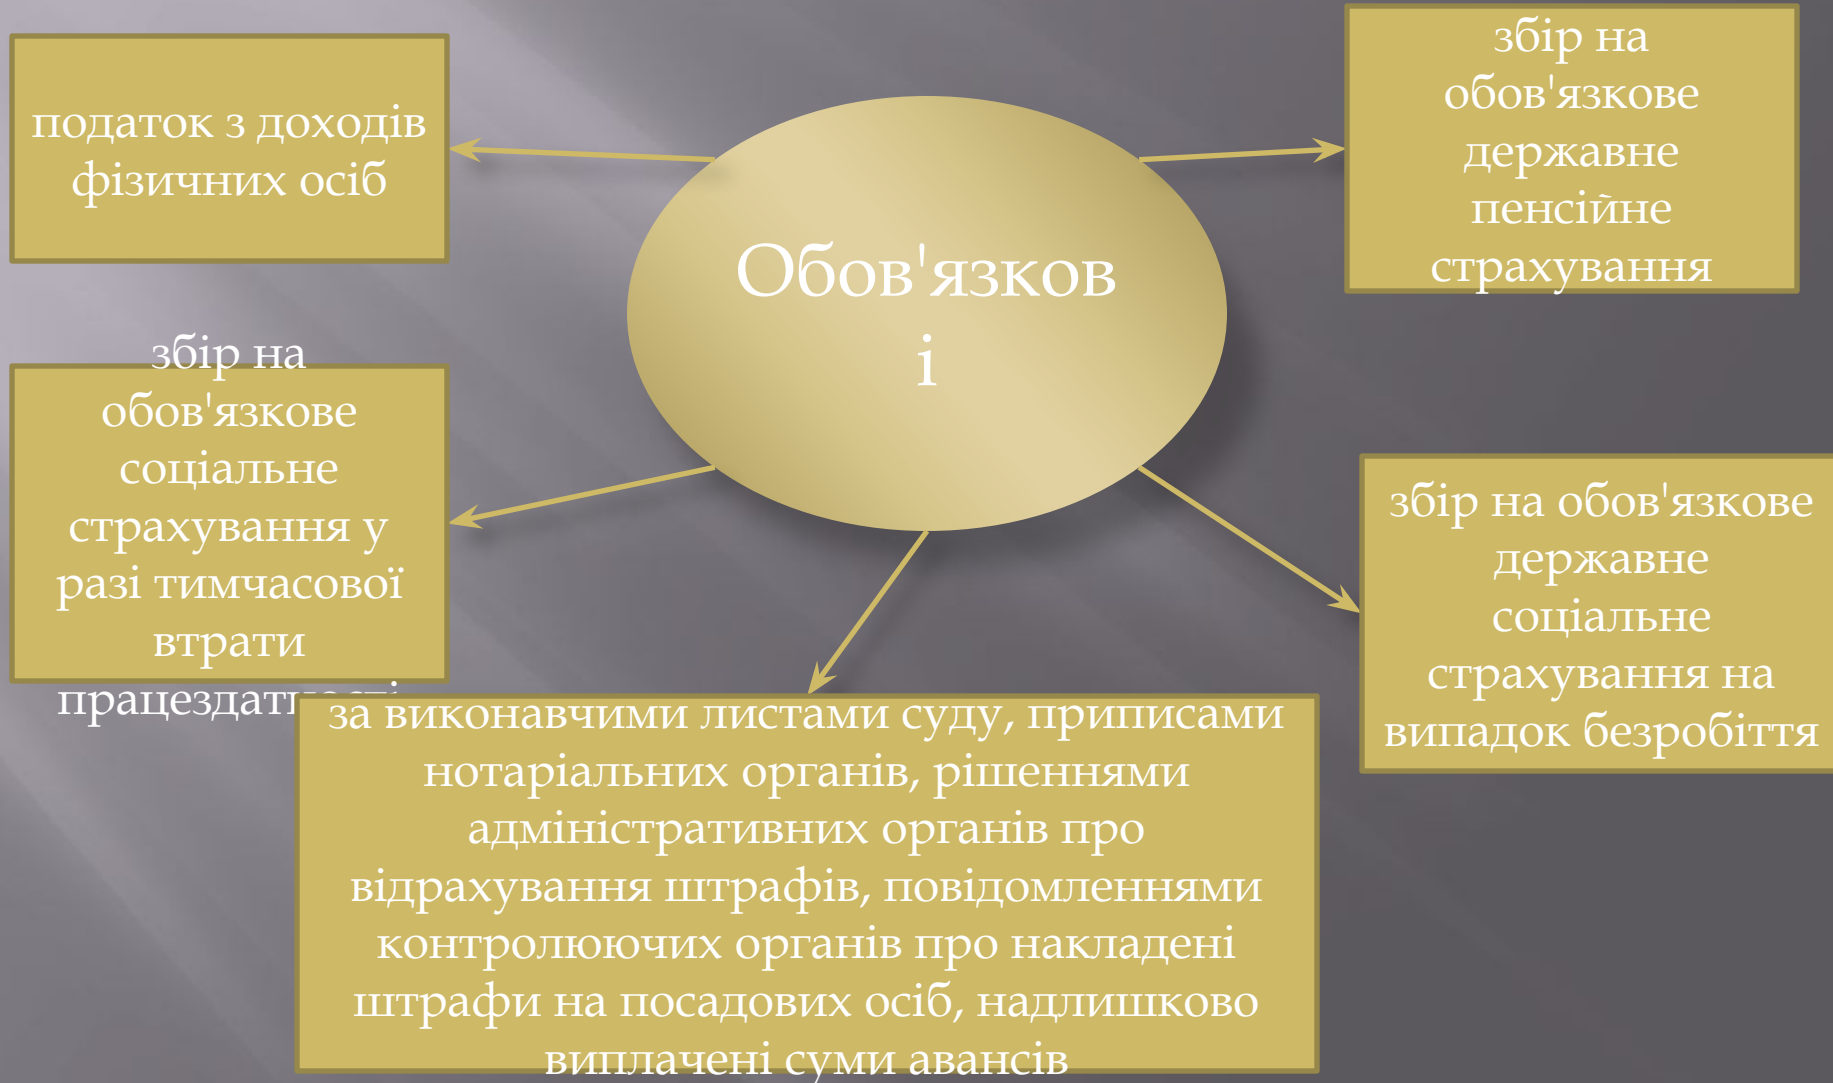 податок з доходів
фізичних осіб
збір на
обов'язкове
державне
пенсійне
страхування
Обов'язков
і
збір на
обов'язкове
соціальне
страхування у
разі тимчасової
втрати
працездатності
збір на обов'язкове
державне
соціальне
страхування на
випадок безробіття
за виконавчими листами суду, приписами
нотаріальних органів, рішеннями
адміністративних органів про
відрахування штрафів, повідомленнями
контролюючих органів про накладені
штрафи на посадових осіб, надлишково
виплачені суми авансів